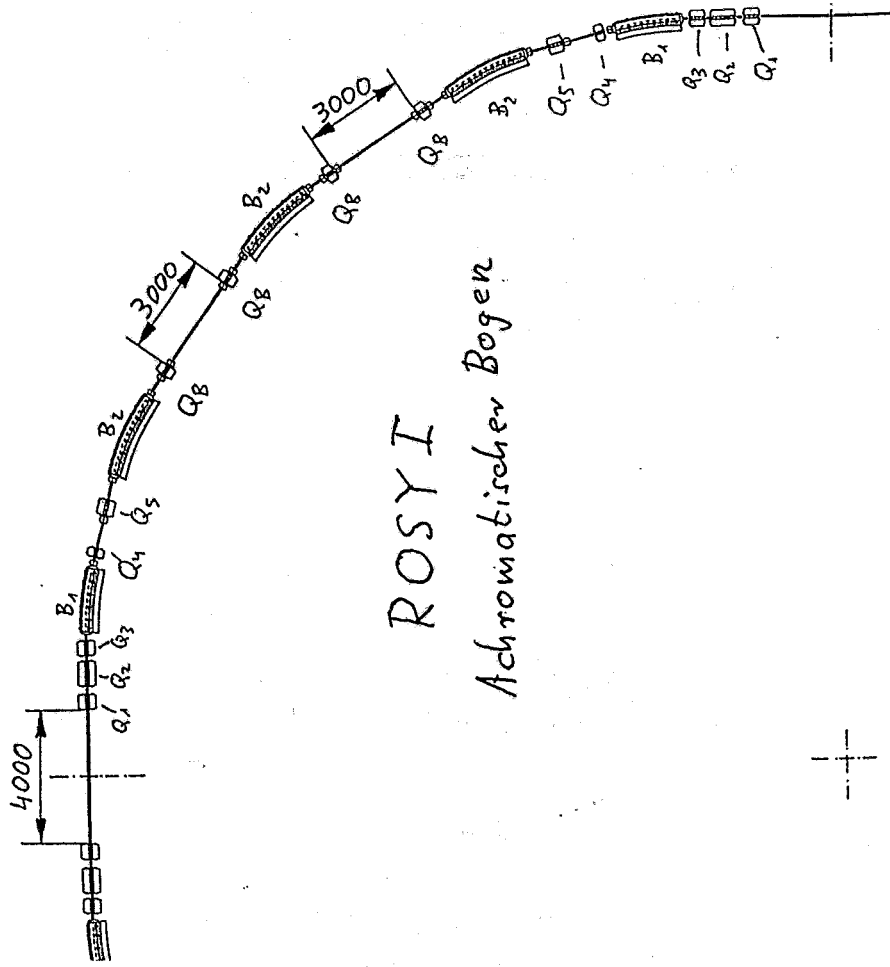 ROSY I
Achromatischer Bogen
4000
Q1
Q2
Q3
B1
Q4
Q5
B2
QB
3000
QB
B2
QB
3000
QB
B2
Q5
Q4
B1
Q3
Q2
Q1